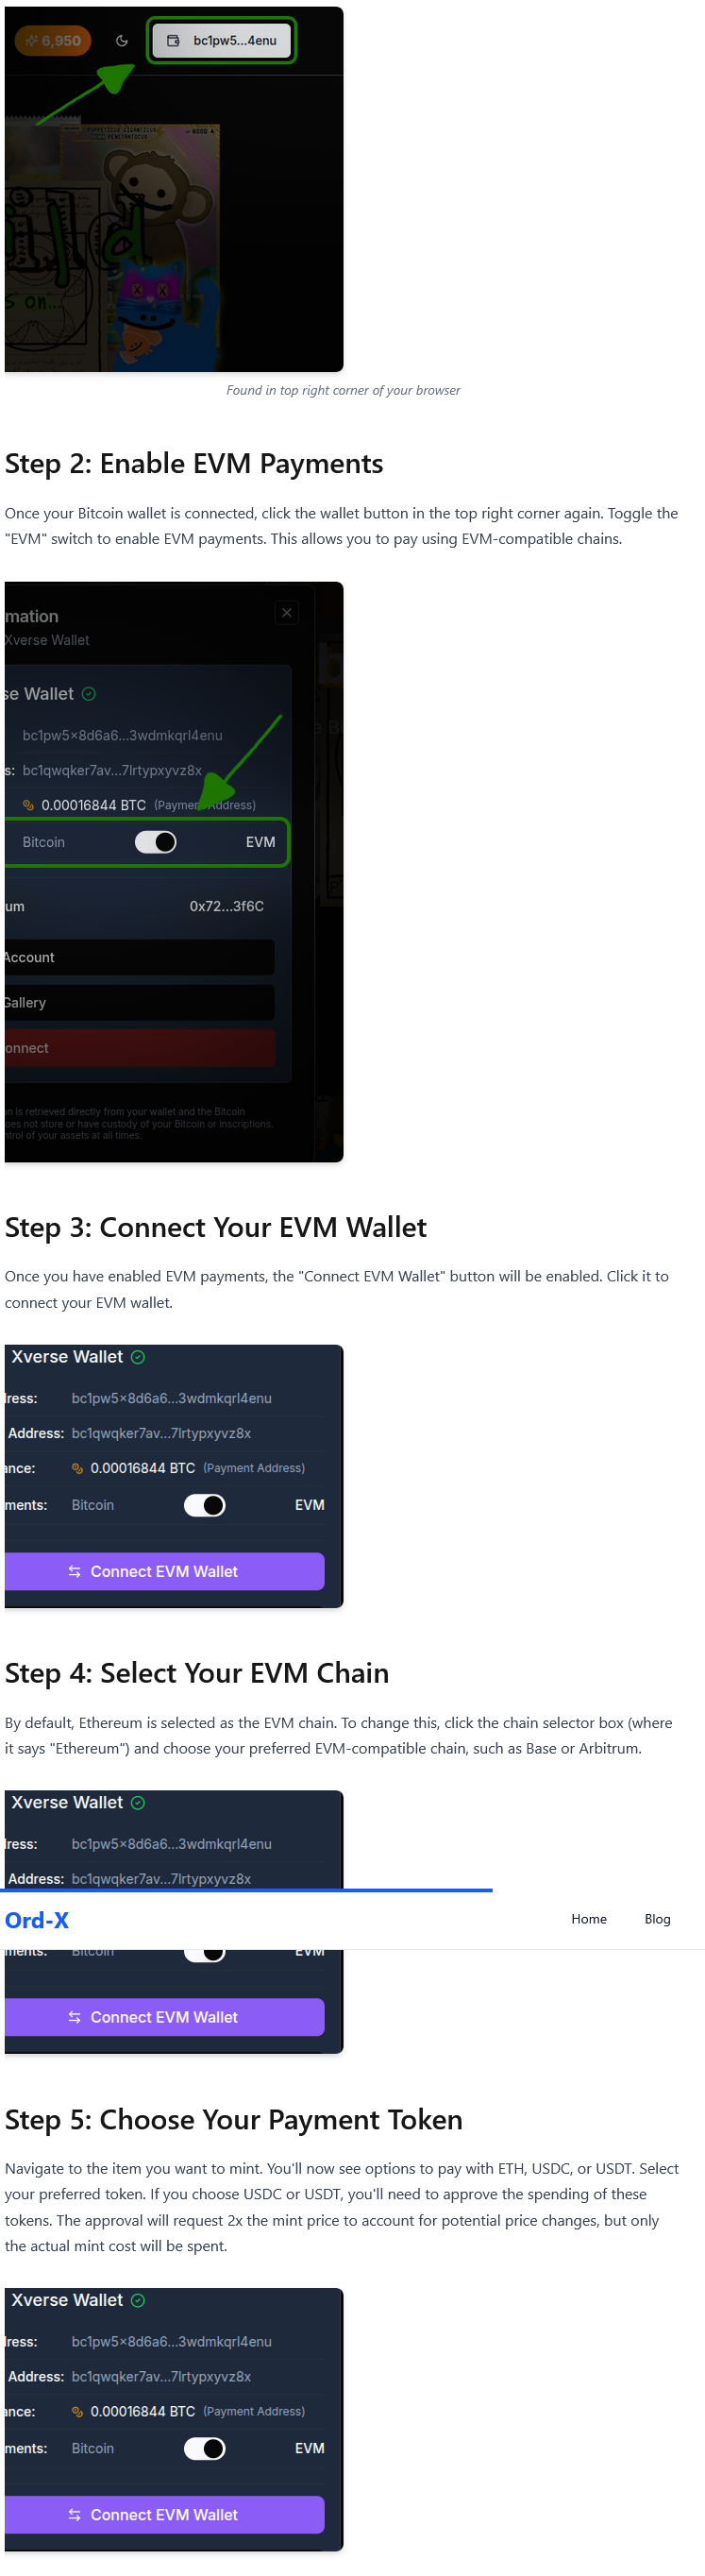 6,950
bc1pw5...4enu
PUPPETICUS GIGANTICUS
PENITRATOCUS
GOOD A
ild
s on...
Found in top right corner of your browser
Step 2: Enable EVM Payments
Once your Bitcoin wallet is connected, click the wallet button in the top right corner again. Toggle the
"EVM" switch to enable EVM payments. This allows you to pay using EVM-compatible chains.
mation
Xverse Wallet
se Wallet
bc1pw5x8d6a6...3wdmkqrl4enu
s: bc1qwqker7av...7lrtypxyvz8x
0.00016844 BTC (Payment Address)
Bitcoin EVM
um 0x72...3f6C
Account
Gallery
onnect
n is retrieved directly from your wallet and the Bitcoin
oes not store or have custody of your Bitcoin or inscriptions.
ntrol of your assets at all times.
Step 3: Connect Your EVM Wallet
Once you have enabled EVM payments, the "Connect EVM Wallet" button will be enabled. Click it to
connect your EVM wallet.
Xverse Wallet
ress: bc1pw5x8d6a6...3wdmkqrl4enu
Address: bc1qwqker7av...7lrtypxyvz8x
ance: 0.00016844 BTC (Payment Address)
ments: Bitcoin EVM
Connect EVM Wallet
Step 4: Select Your EVM Chain
By default, Ethereum is selected as the EVM chain. To change this, click the chain selector box (where
it says "Ethereum") and choose your preferred EVM-compatible chain, such as Base or Arbitrum.
Xverse Wallet
ress: bc1pw5x8d6a6...3wdmkqrl4enu
Address: bc1qwqker7av...7lrtypxyvz8x
Ord-X Home Blog
ments: Bitcoin EVM
Connect EVM Wallet
Step 5: Choose Your Payment Token
Navigate to the item you want to mint. You'll now see options to pay with ETH, USDC, or USDT. Select
your preferred token. If you choose USDC or USDT, you'll need to approve the spending of these
tokens. The approval will request 2x the mint price to account for potential price changes, but only
the actual mint cost will be spent.
Xverse Wallet
ress: bc1pw5x8d6a6...3wdmkqrl4enu
Address: bc1qwqker7av...7lrtypxyvz8x
ance: 0.00016844 BTC (Payment Address)
ments: Bitcoin EVM
Connect EVM Wallet